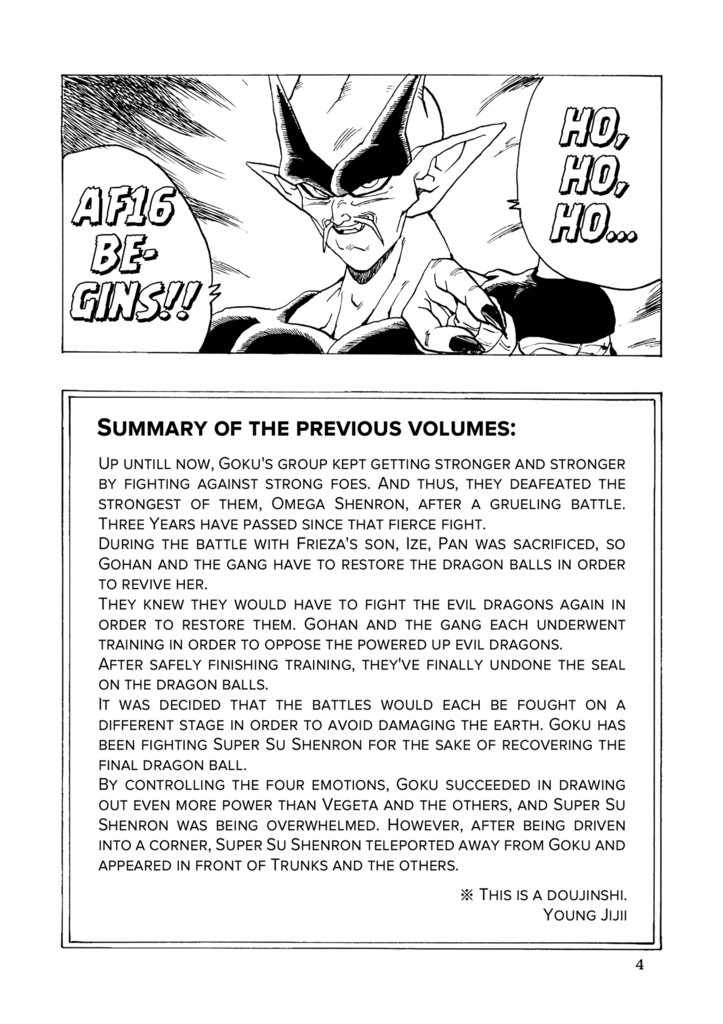 HO,
HO,
HO...
AF16
BE-
GINS!!
SUMMARY OF THE PREVIOUS VOLUMES:
UP UNTILL NOW, GOKU'S GROUP KEPT GETTING STRONGER AND STRONGER
BY FIGHTING AGAINST STRONG FOES. AND THUS, THEY DEAFEATED THE
STRONGEST OF THEM, OMEGA SHENRON, AFTER A GRUELING BATTLE.
THREE YEARS HAVE PASSED SINCE THAT FIERCE FIGHT.
DURING THE BATTLE WITH FRIEZA'S SON, IZE, PAN WAS SACRIFICED, SO
GOHAN AND THE GANG HAVE TO RESTORE THE DRAGON BALLS IN ORDER
TO REVIVE HER.
THEY KNEW THEY WOULD HAVE TO FIGHT THE EVIL DRAGONS AGAIN IN
ORDER TO RESTORE THEM. GOHAN AND THE GANG EACH UNDERWENT
TRAINING IN ORDER TO OPPOSE THE POWERED UP EVIL DRAGONS.
AFTER SAFELY FINISHING TRAINING, THEY'VE FINALLY UNDONE THE SEAL
ON THE DRAGON BALLS.
IT WAS DECIDED THAT THE BATTLES WOULD EACH BE FOUGHT ON A
DIFFERENT STAGE IN ORDER TO AVOID DAMAGING THE EARTH. GOKU HAS
BEEN FIGHTING SUPER SU SHENRON FOR THE SAKE OF RECOVERING THE
FINAL DRAGON BALL.
BY CONTROLLING THE FOUR EMOTIONS, GOKU SUCCEEDED IN DRAWING
OUT EVEN MORE POWER THAN VEGETA AND THE OTHERS, AND SUPER SU
SHENRON WAS BEING OVERWHELMED. HOWEVER, AFTER BEING DRIVEN
INTO A CORNER, SUPER SU SHENRON TELEPORTED AWAY FROM GOKU AND
APPEARED IN FRONT OF TRUNKS AND THE OTHERS.
※ THIS IS A DOUJINSHI.
YOUNG JIJII
4